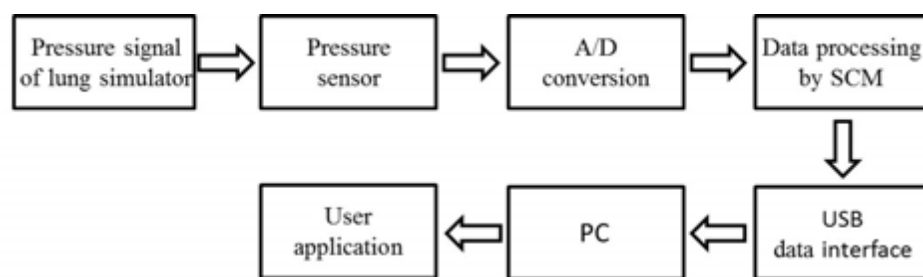 Pressure signal
of lung simulator
Pressure
sensor
A/D
conversion
Data processing
by SCM
USB
data interface
PC
User
application